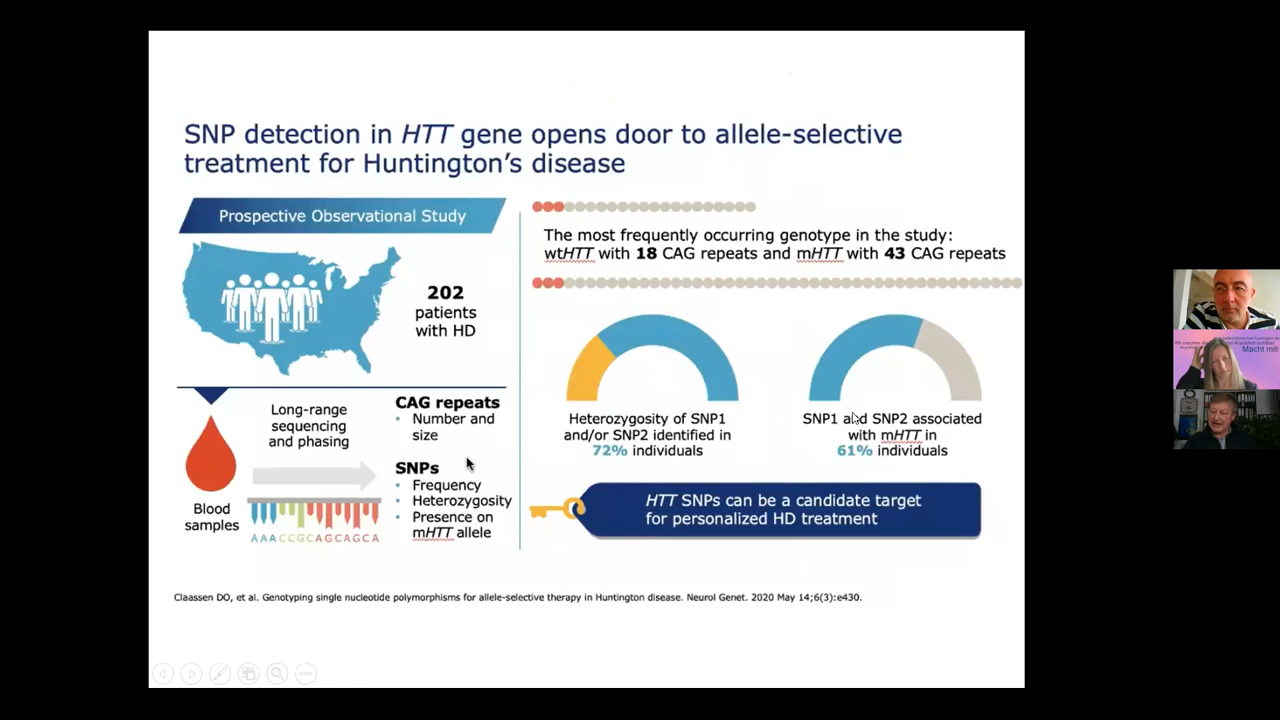 SNP detection in HTT gene opens door to allele-selective
treatment for Huntington's disease
Prospective Observational Study
202
patients
with HD
Long-range
sequencing
and phasing
Blood
samples
AAACCGCAGCAGCA
CAG repeats
• Number and
size
SNPs
• Frequency
• Heterozygosity
• Presence on
mHTT allele
The most frequently occurring genotype in the study:
wtHTT with 18 CAG repeats and mHTT with 43 CAG repeats
Heterozygosity of SNP1
and/or SNP2 identified in
72% individuals
SNP1 and SNP2 associated
with mHTT in
61% individuals
HTT SNPs can be a candidate target
for personalized HD treatment
Claassen DO, et al. Genotyping single nucleotide polymorphisms for allele-selective therapy in Huntington disease. Neurol Genet. 2020 May 14;6(3):e430.
Macht mit